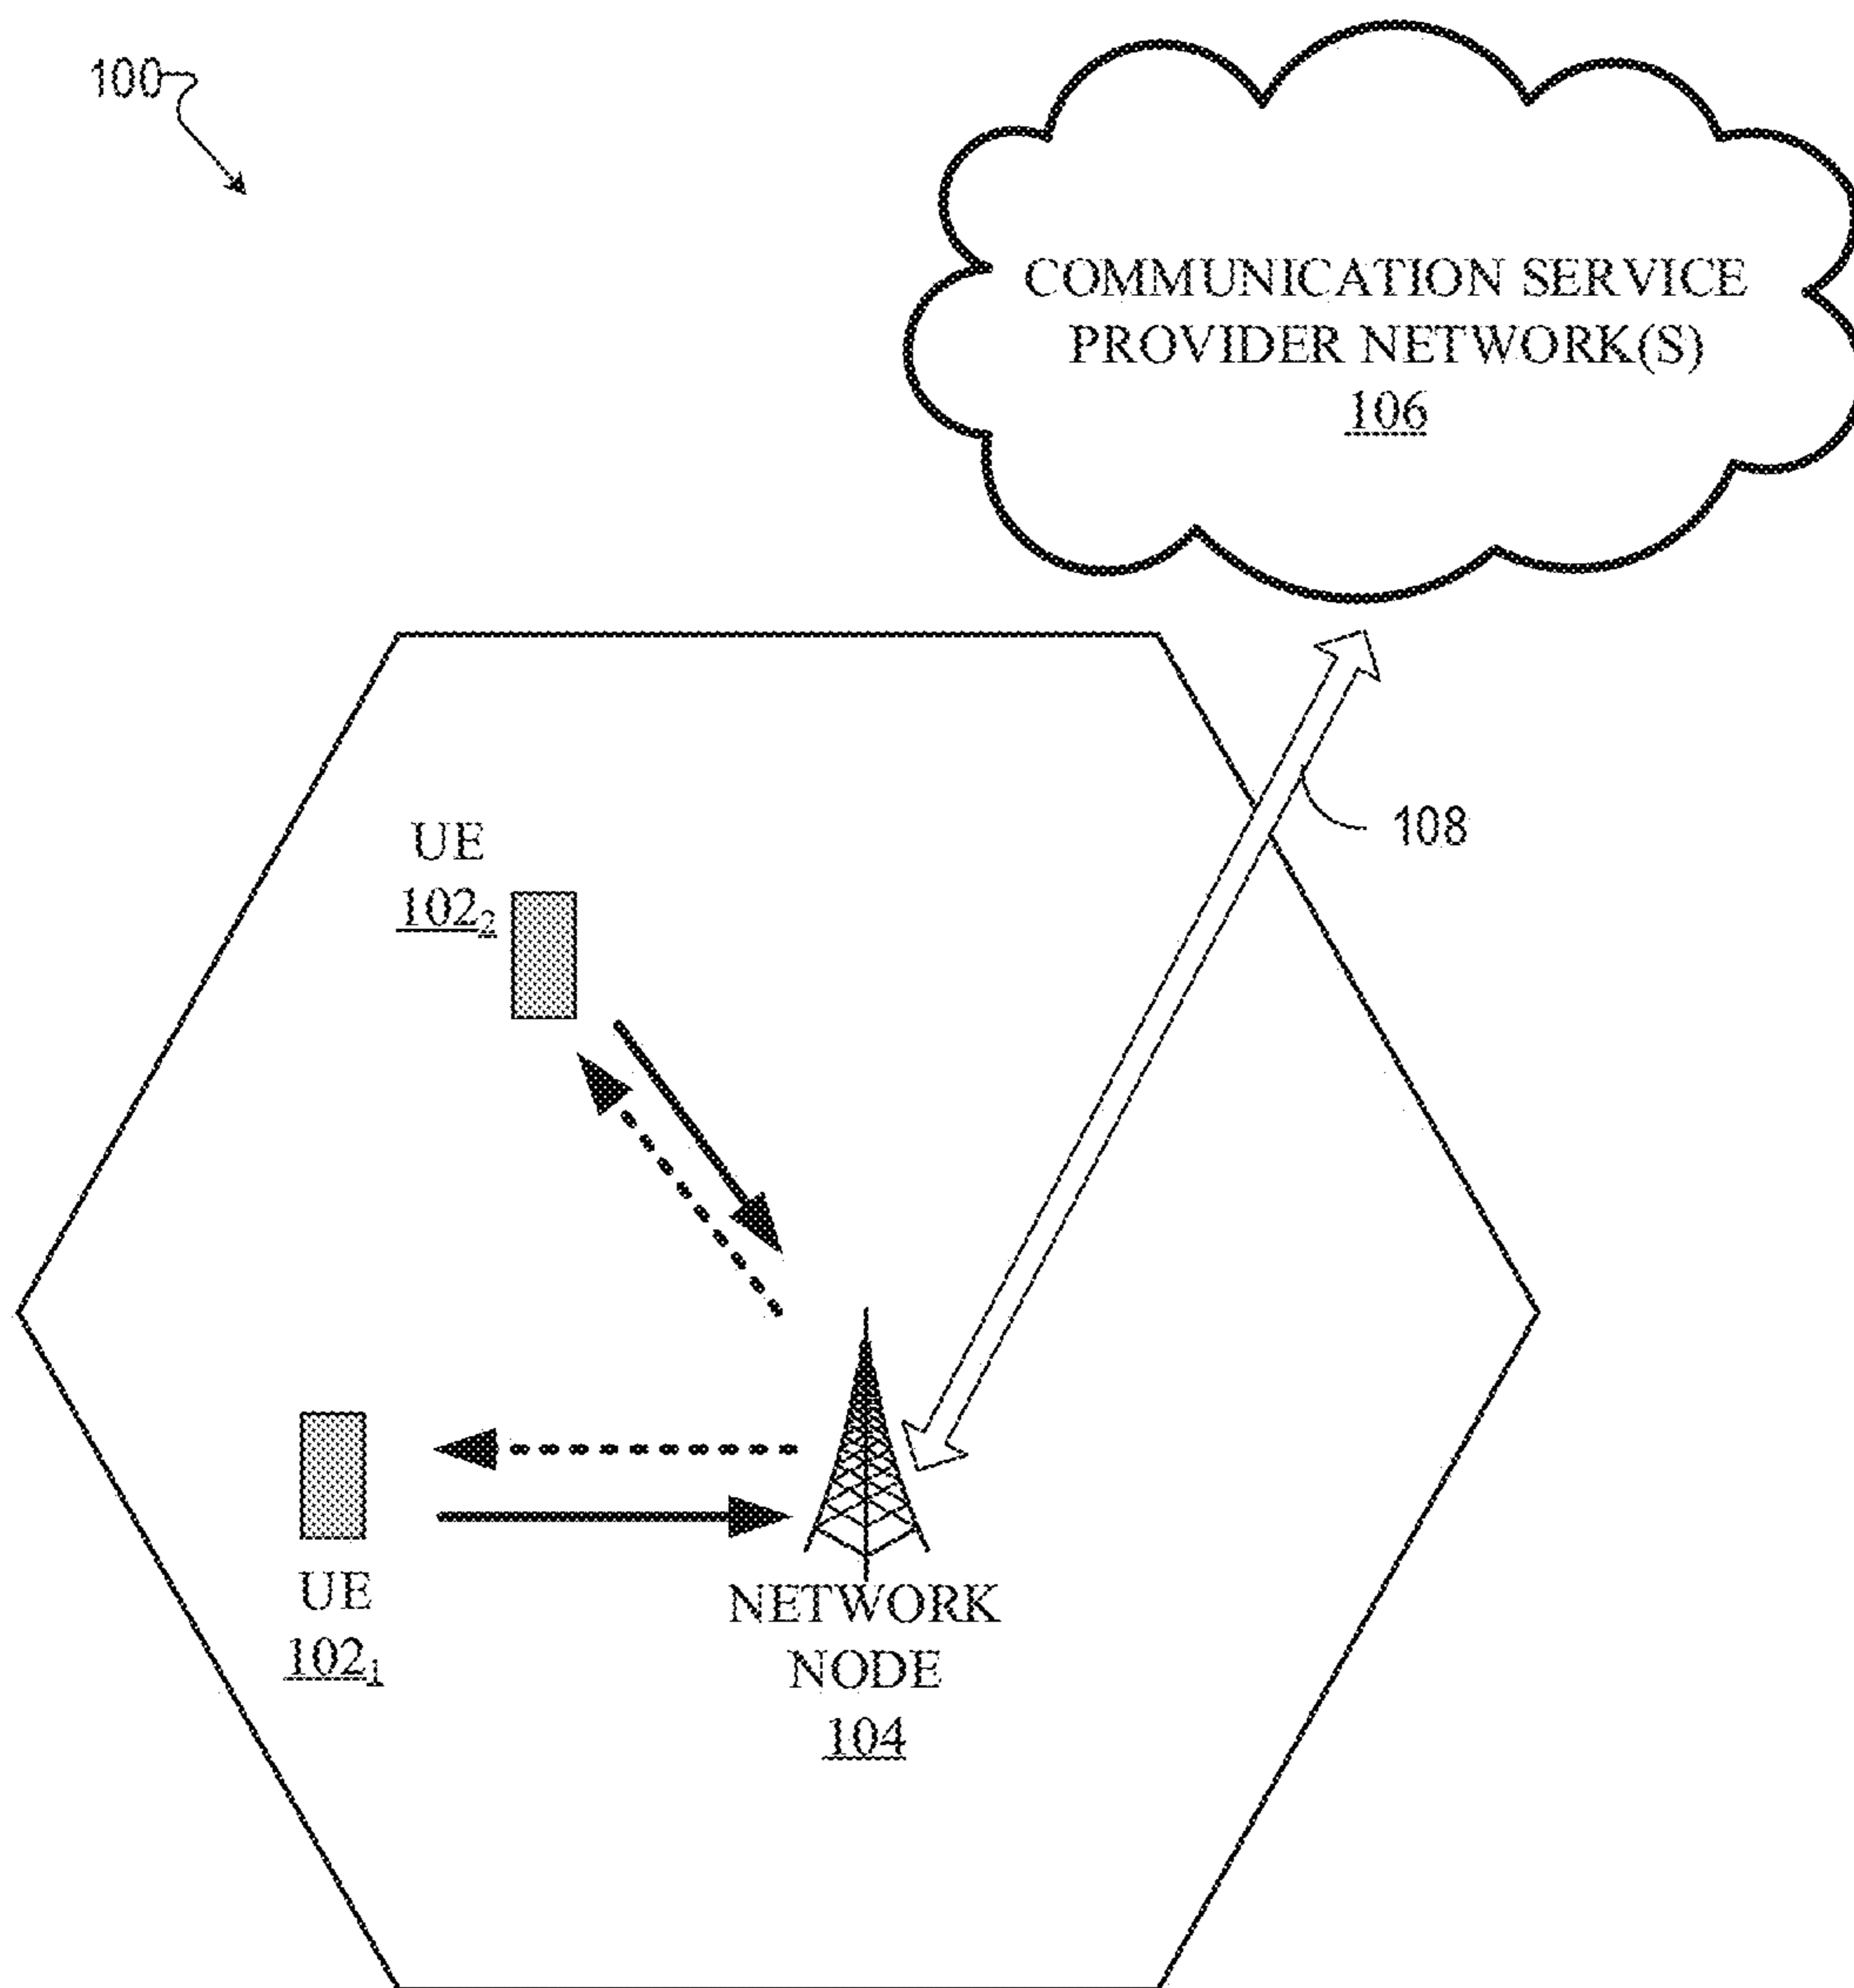 100
COMMUNICATION SERVICE
PROVIDER NETWORK(S)
106
108
UE
102₂
UE
102₁
NETWORK
NODE
104